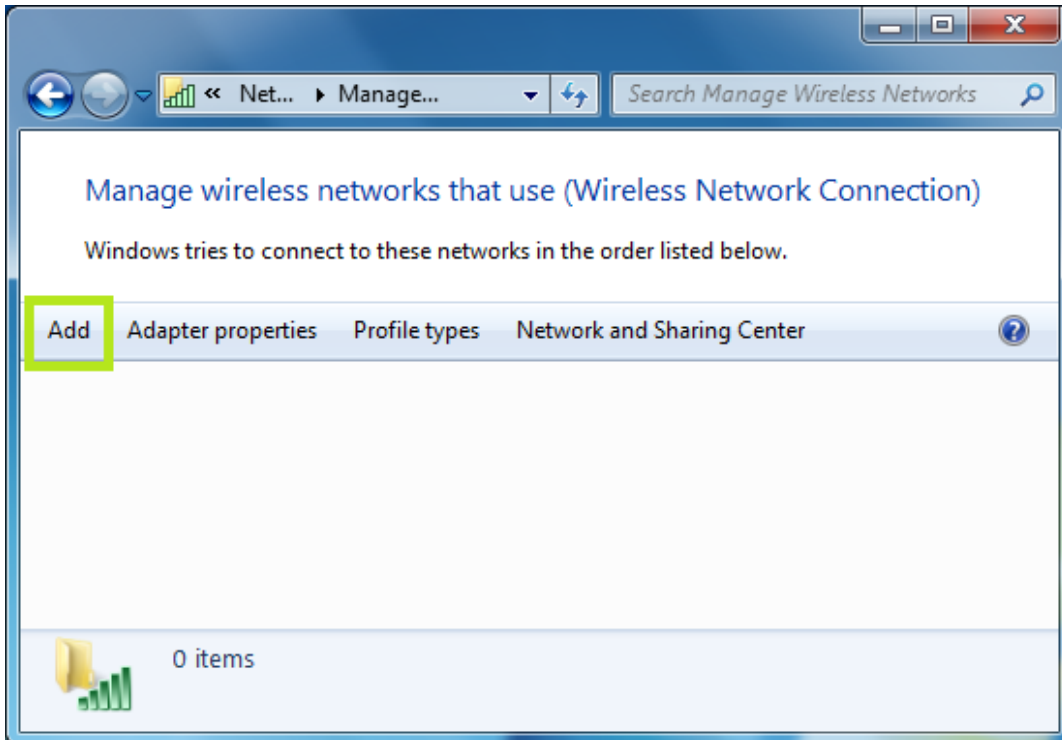 « Net... ▸ Manage...
Search Manage Wireless Networks
Manage wireless networks that use (Wireless Network Connection)
Windows tries to connect to these networks in the order listed below.
Add Adapter properties Profile types Network and Sharing Center ?
0 items